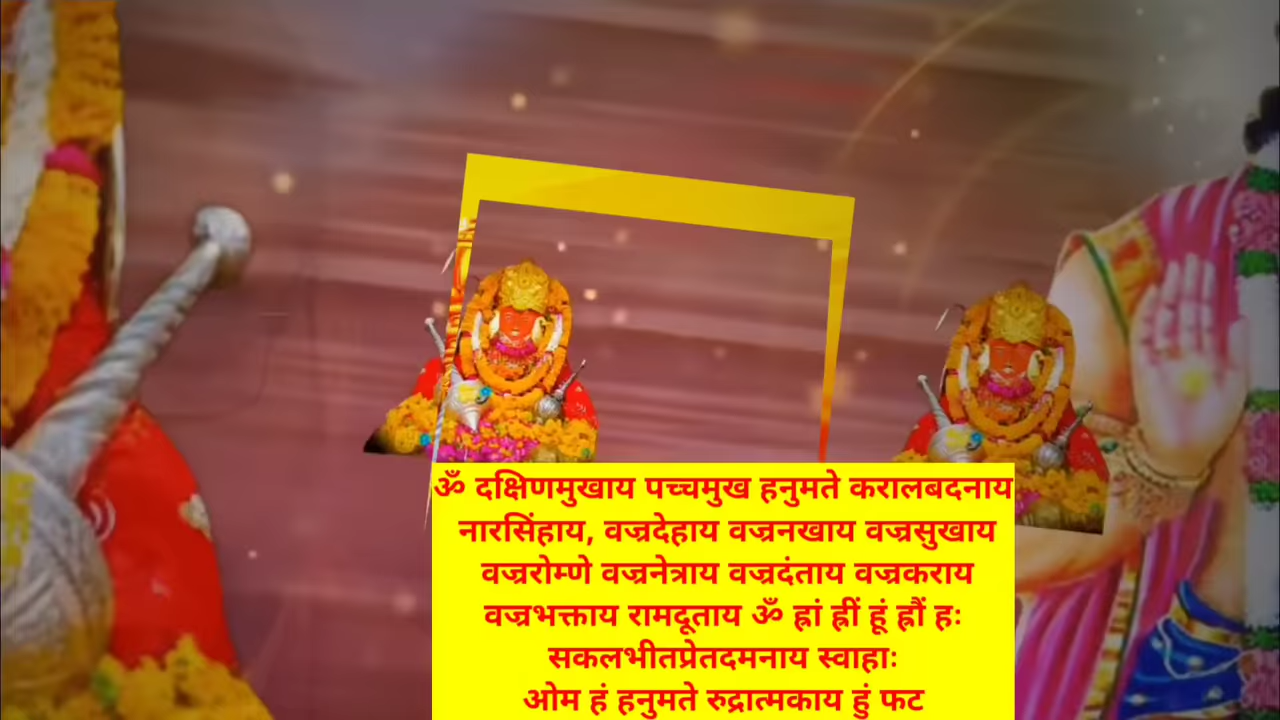 ॐ दक्षिणमुखाय पच्चमुख हनुमते करालबदनाय
नारसिंहाय, वज्रदेहाय वज्रनखाय वज्रसुखाय
वज्ररोम्णे वज्रनेत्राय वज्रदंताय वज्रकराय
वज्रभक्ताय रामदूताय ॐ ह्रां ह्रीं हूं ह्रौं हः
सकलभीतप्रेतदमनाय स्वाहाः
ओम हं हनुमते रुद्रात्मकाय हुं फट